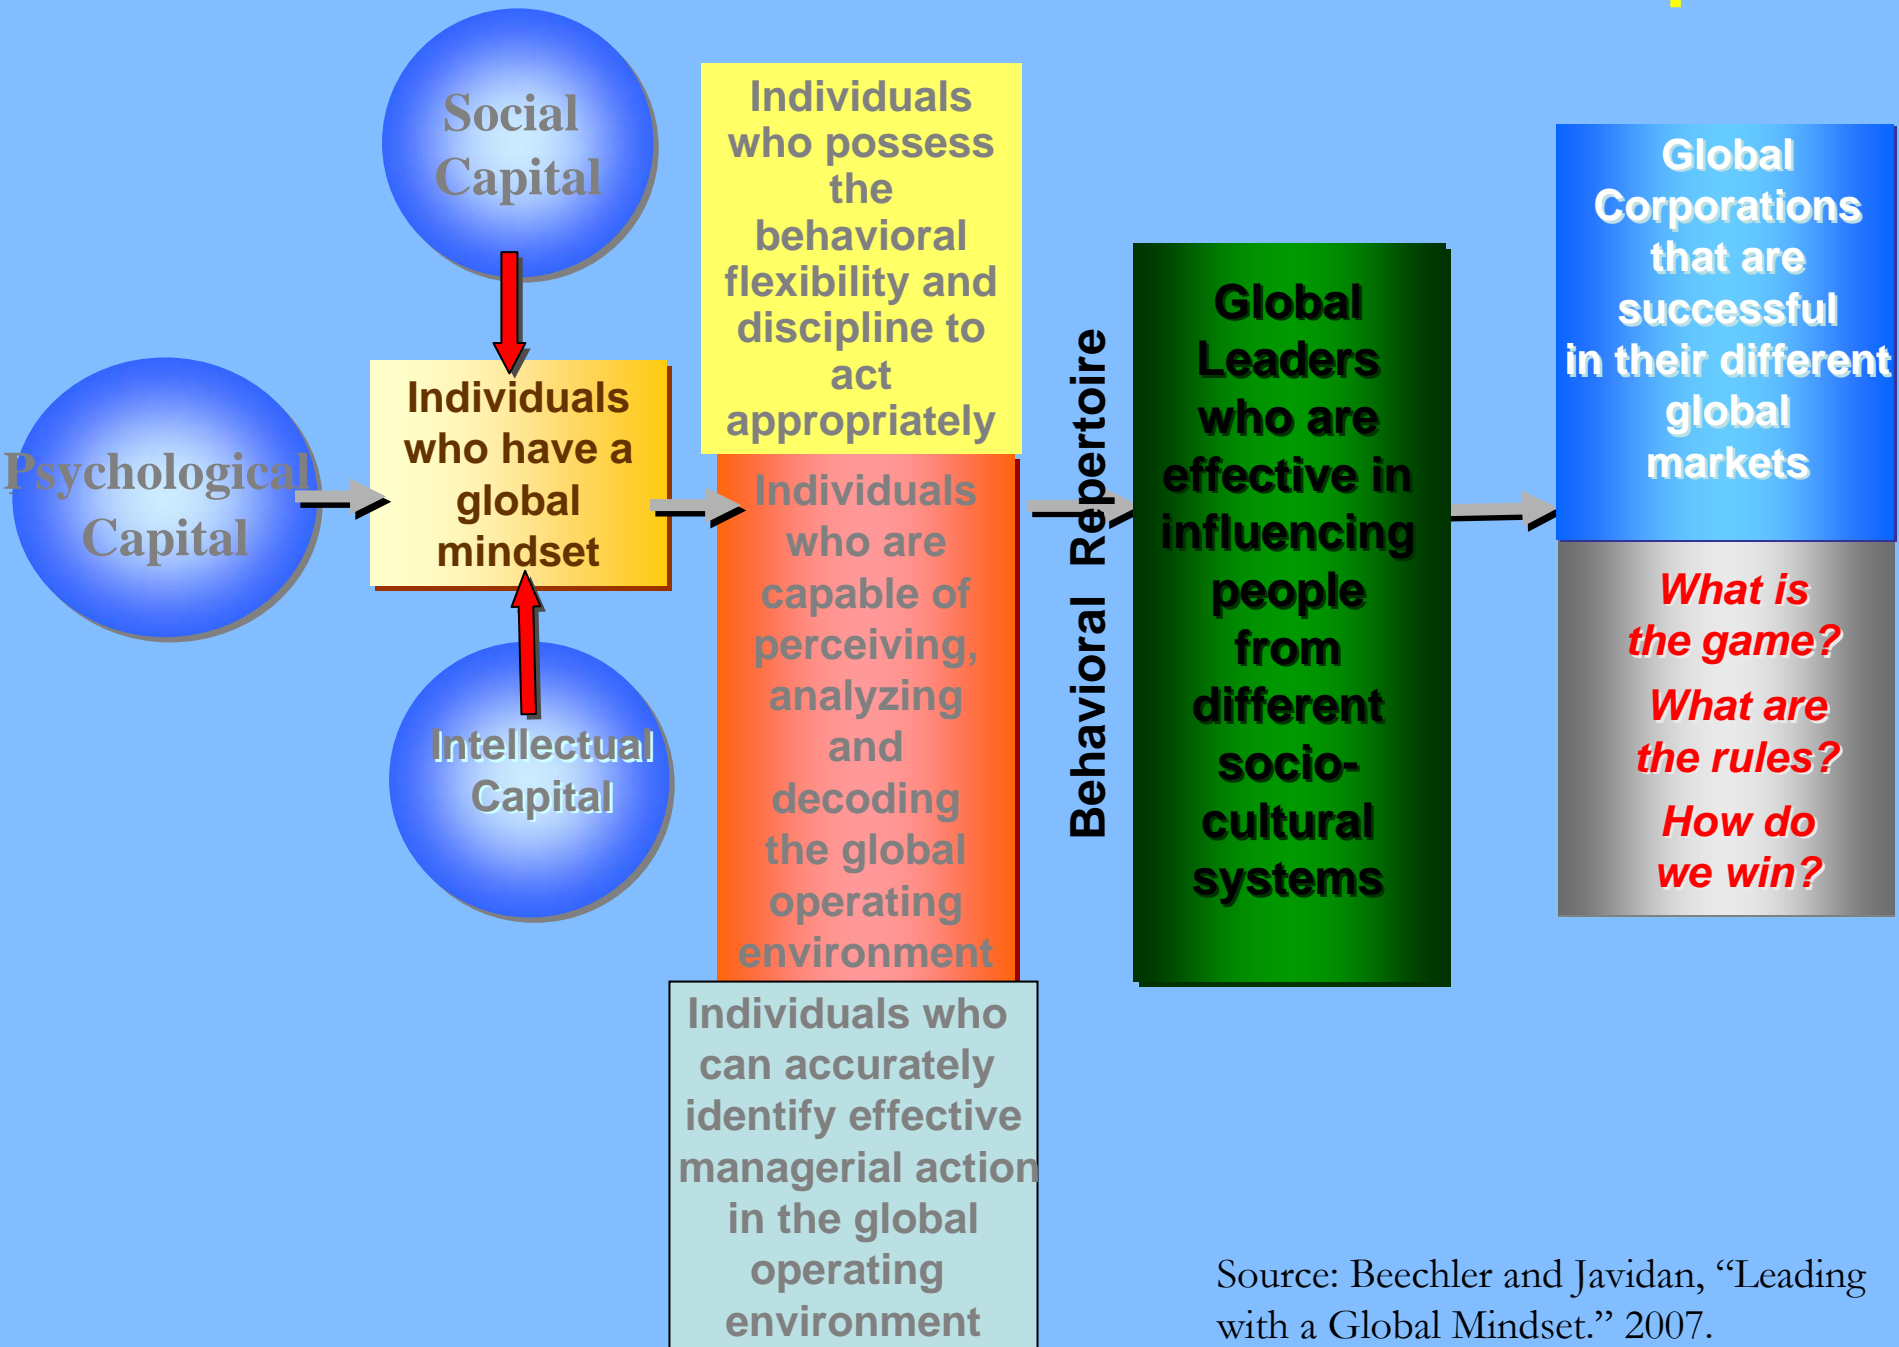 Social
Capital
Psychological
Capital
Intellectual
Capital
Individuals
who have a
global
mindset
Individuals
who possess
the
behavioral
flexibility and
discipline to
act
appropriately
Individuals
who are
capable of
perceiving,
analyzing
and
decoding
the global
operating
environment
Individuals who
can accurately
identify effective
managerial action
in the global
operating
environment
Behavioral Repertoire
Global
Leaders
who are
effective in
influencing
people
from
different
socio-
cultural
systems
Global
Corporations
that are
successful
in their different
global
markets
What is
the game?
What are
the rules?
How do
we win?
Source: Beechler and Javidan, “Leading
with a Global Mindset.” 2007.